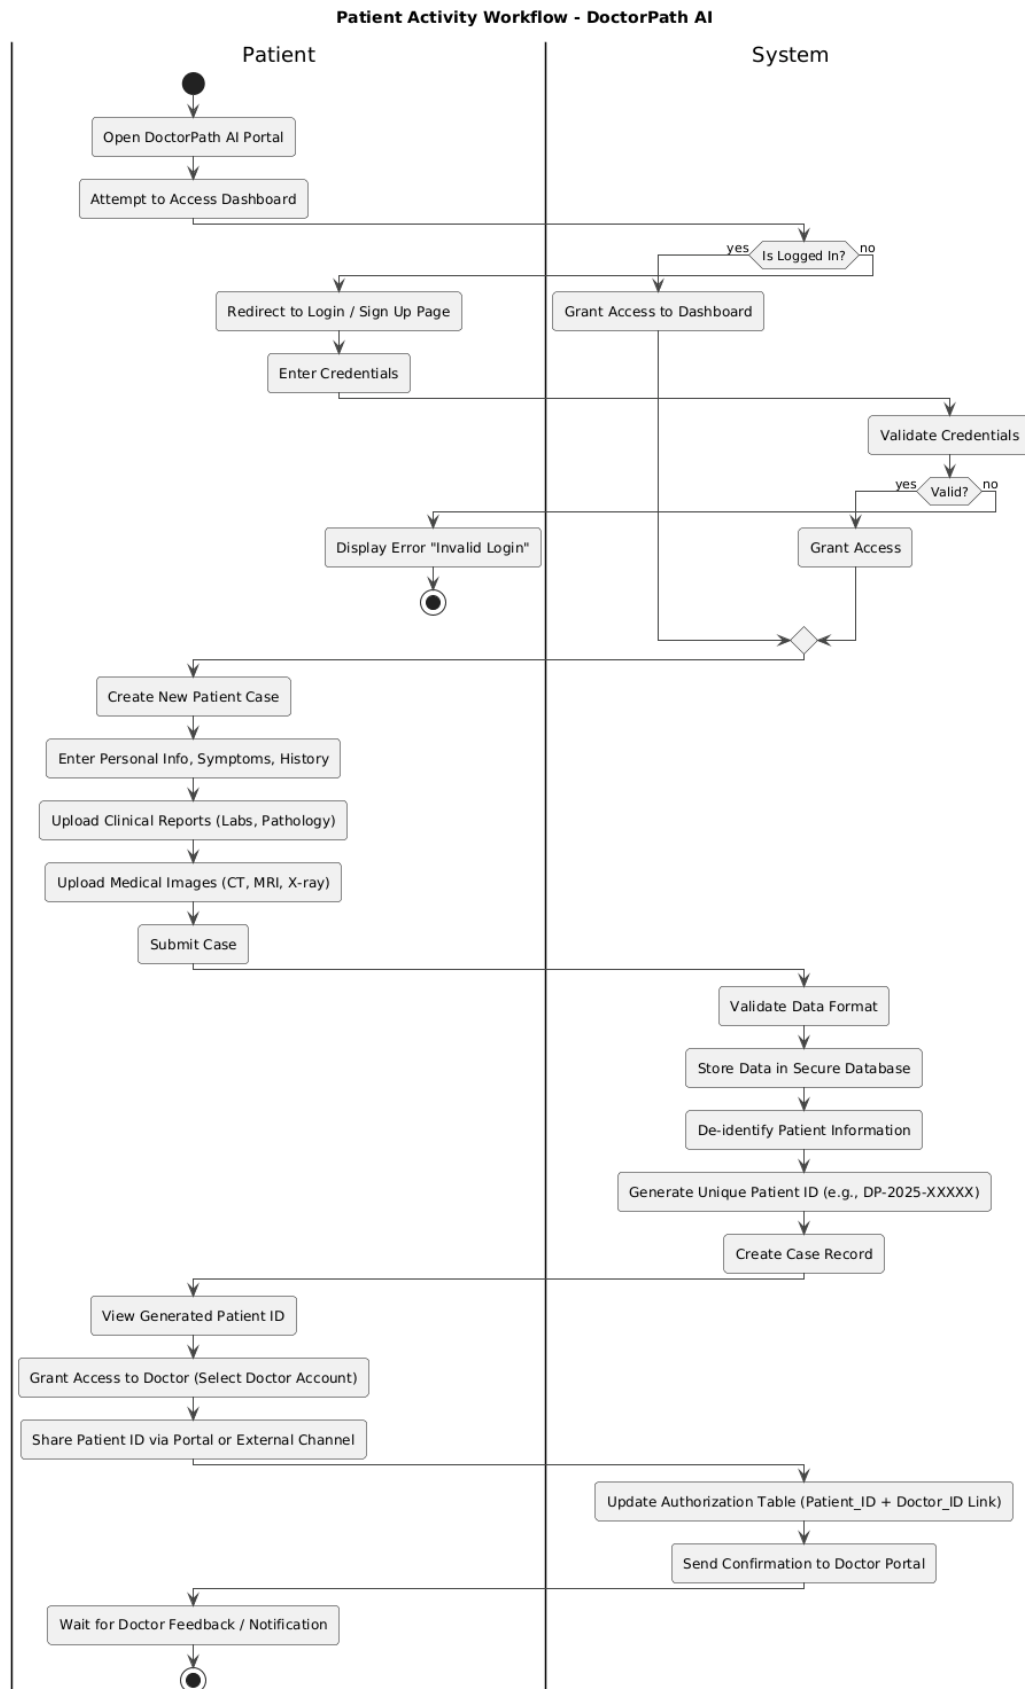 Patient Activity Workflow - DoctorPath AI
Patient
System
Open DoctorPath AI Portal
Attempt to Access Dashboard
yes
Is Logged In?
no
Redirect to Login / Sign Up Page
Grant Access to Dashboard
Enter Credentials
Validate Credentials
yes
Valid?
no
Display Error "Invalid Login"
Grant Access
Create New Patient Case
Enter Personal Info, Symptoms, History
Upload Clinical Reports (Labs, Pathology)
Upload Medical Images (CT, MRI, X-ray)
Submit Case
Validate Data Format
Store Data in Secure Database
De-identify Patient Information
Generate Unique Patient ID (e.g., DP-2025-XXXXX)
Create Case Record
View Generated Patient ID
Grant Access to Doctor (Select Doctor Account)
Share Patient ID via Portal or External Channel
Update Authorization Table (Patient_ID + Doctor_ID Link)
Send Confirmation to Doctor Portal
Wait for Doctor Feedback / Notification